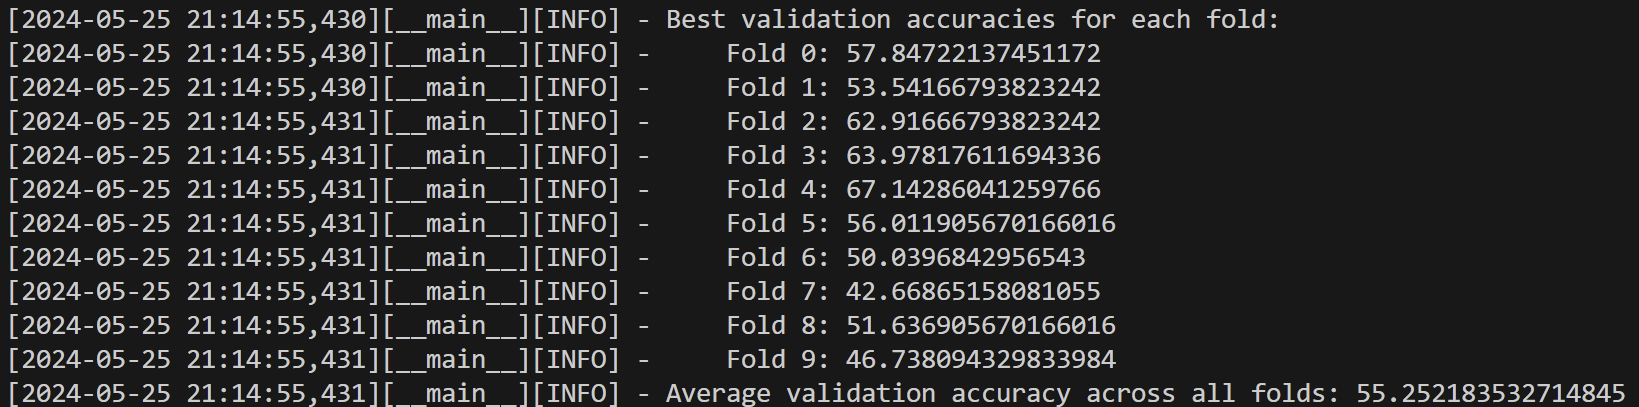 [2024-05-25 21:14:55,430][__main__][INFO] - Best validation accuracies for each fold:
[2024-05-25 21:14:55,430][__main__][INFO] -     Fold 0: 57.84722137451172
[2024-05-25 21:14:55,430][__main__][INFO] -     Fold 1: 53.54166793823242
[2024-05-25 21:14:55,431][__main__][INFO] -     Fold 2: 62.91666793823242
[2024-05-25 21:14:55,431][__main__][INFO] -     Fold 3: 63.97817611694336
[2024-05-25 21:14:55,431][__main__][INFO] -     Fold 4: 67.14286041259766
[2024-05-25 21:14:55,431][__main__][INFO] -     Fold 5: 56.011905670166016
[2024-05-25 21:14:55,431][__main__][INFO] -     Fold 6: 50.0396842956543
[2024-05-25 21:14:55,431][__main__][INFO] -     Fold 7: 42.66865158081055
[2024-05-25 21:14:55,431][__main__][INFO] -     Fold 8: 51.636905670166016
[2024-05-25 21:14:55,431][__main__][INFO] -     Fold 9: 46.738094329833984
[2024-05-25 21:14:55,431][__main__][INFO] - Average validation accuracy across all folds: 55.252183532714845